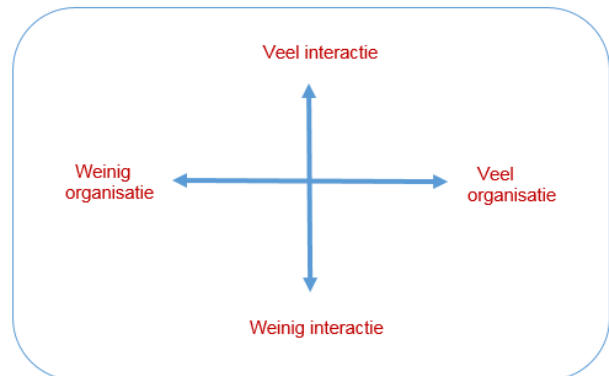 Veel interactie
Weinig
organisatie
Veel
organisatie
Weinig interactie